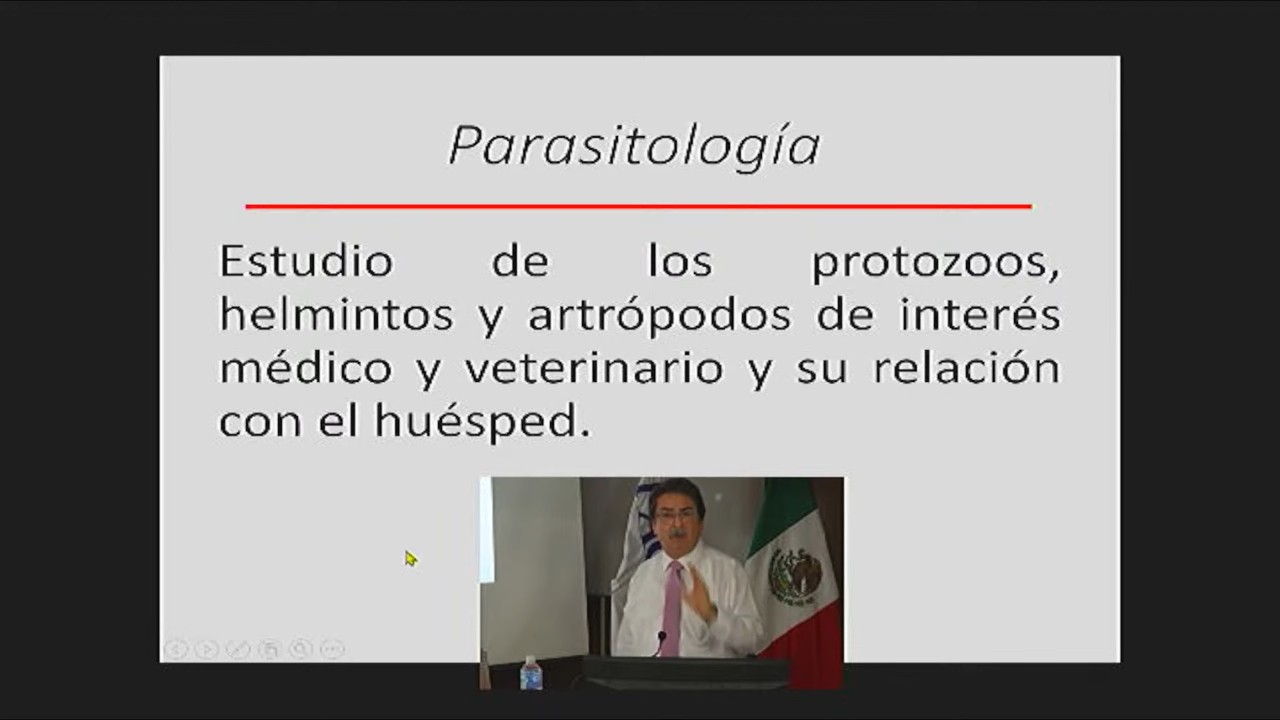 Parasitología
Estudio de los protozoos,
helmintos y artrópodos de interés
médico y veterinario y su relación
con el huésped.